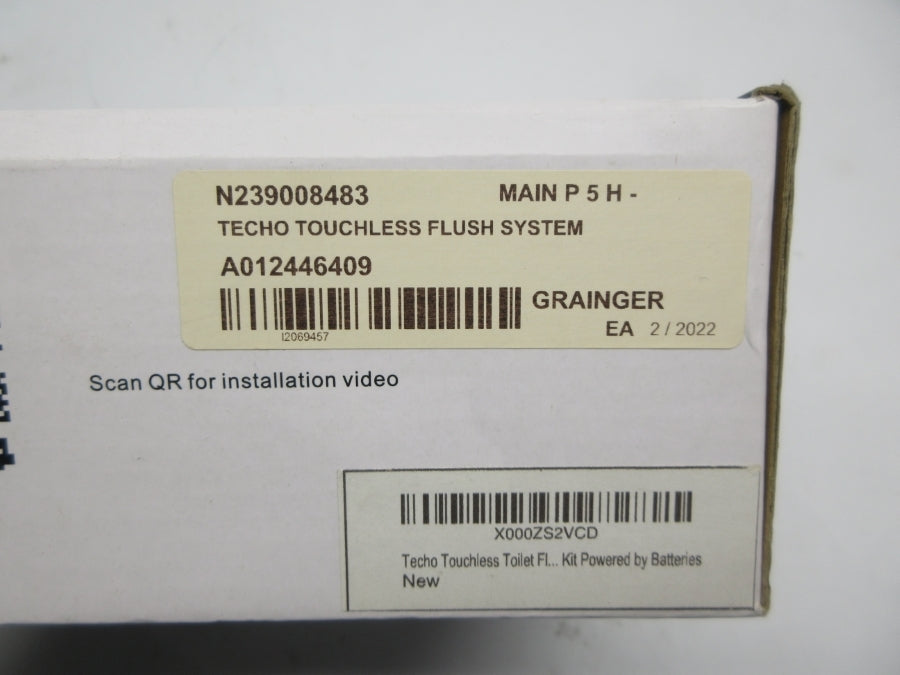 N239008483 MAIN P 5 H -
TECHO TOUCHLESS FLUSH SYSTEM
A012446409
GRAINGER
I2069457
EA 2 / 2022
Scan QR for installation video
X000ZS2VCD
Techo Touchless Toilet Fl... Kit Powered by Batteries
New